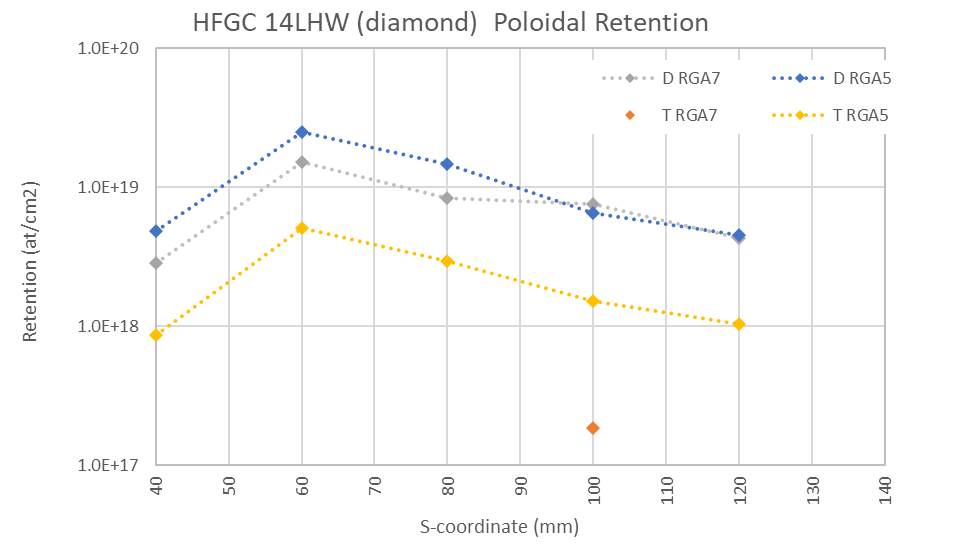 HFGC 14LHW (diamond)  Poloidal Retention
1.0E+20
D RGA7
D RGA5
T RGA7
T RGA5
1.0E+19
1.0E+18
1.0E+17
Retention (at/cm2)
40 50 60 70 80 90 100 110 120 130 140
S-coordinate (mm)